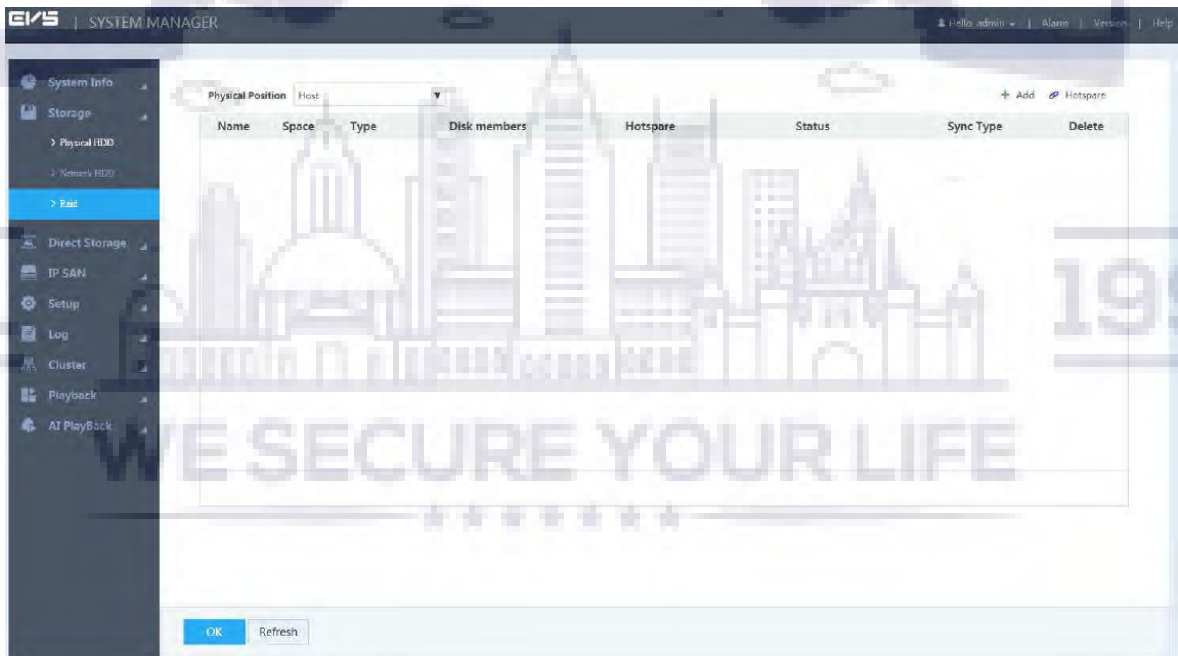 EVS | SYSTEM MANAGER
Hello admin | Alarm | Version | Help
System Info
Storage
> Physical HDD
> Network HDD
> Raid
Direct Storage
IP SAN
Setup
Log
Cluster
Playback
AI PlayBack
Physical Position Host
+ Add Hotspare
Name Space Type Disk members Hotspare Status Sync Type Delete
WE SECURE YOUR LIFE
OK Refresh